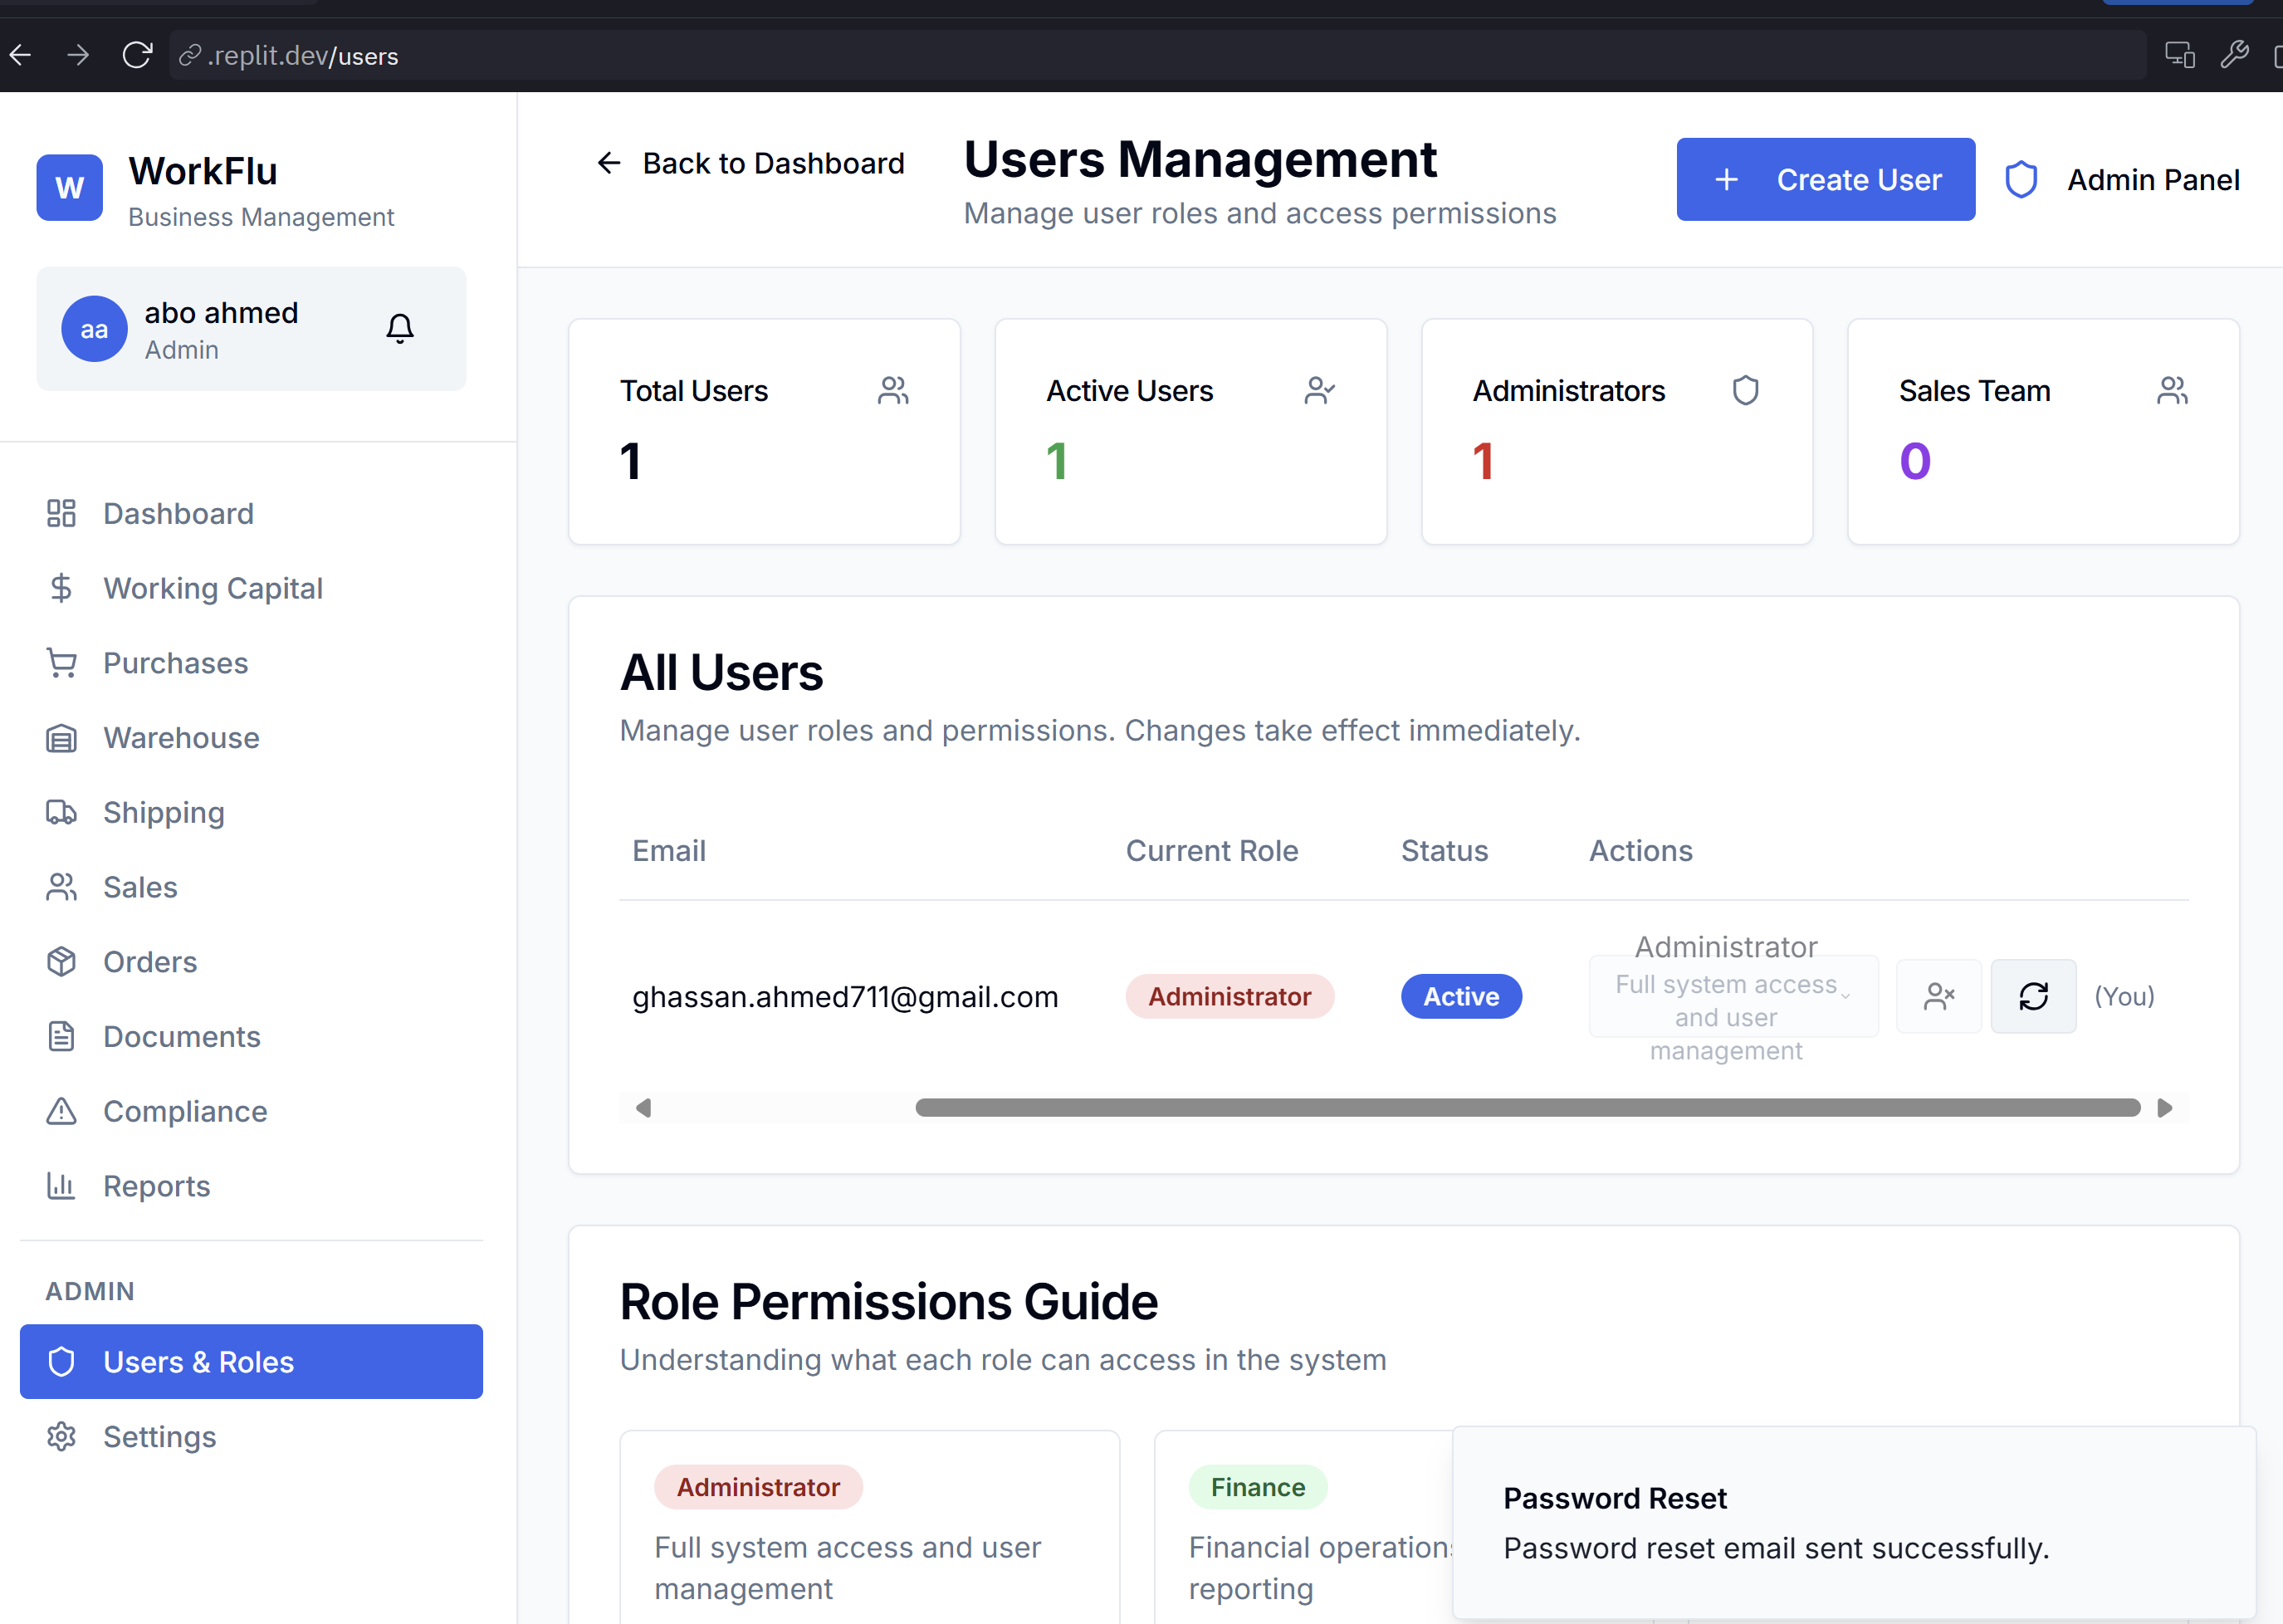 .replit.dev/users
W
WorkFlu
Business Management
aa
abo ahmed
Admin
Dashboard
Working Capital
Purchases
Warehouse
Shipping
Sales
Orders
Documents
Compliance
Reports
ADMIN
Users & Roles
Settings
Back to Dashboard
Users Management
Manage user roles and access permissions
Create User
Admin Panel
Total Users
1
Active Users
1
Administrators
1
Sales Team
0
All Users
Manage user roles and permissions. Changes take effect immediately.
Email Current Role Status Actions
ghassan.ahmed711@gmail.com Administrator Active
Administrator
Full system access
and user
management
(You)
Role Permissions Guide
Understanding what each role can access in the system
Administrator
Full system access and user
management
Finance
Financial operations
reporting
Password Reset
Password reset email sent successfully.